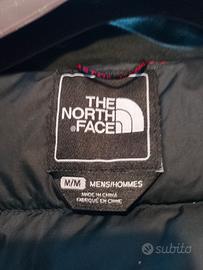 THE
NORTH
FACE
M/M MENS/HOMMES
MADE IN CHINA
FABRIQUÉ EN CHINE
subito